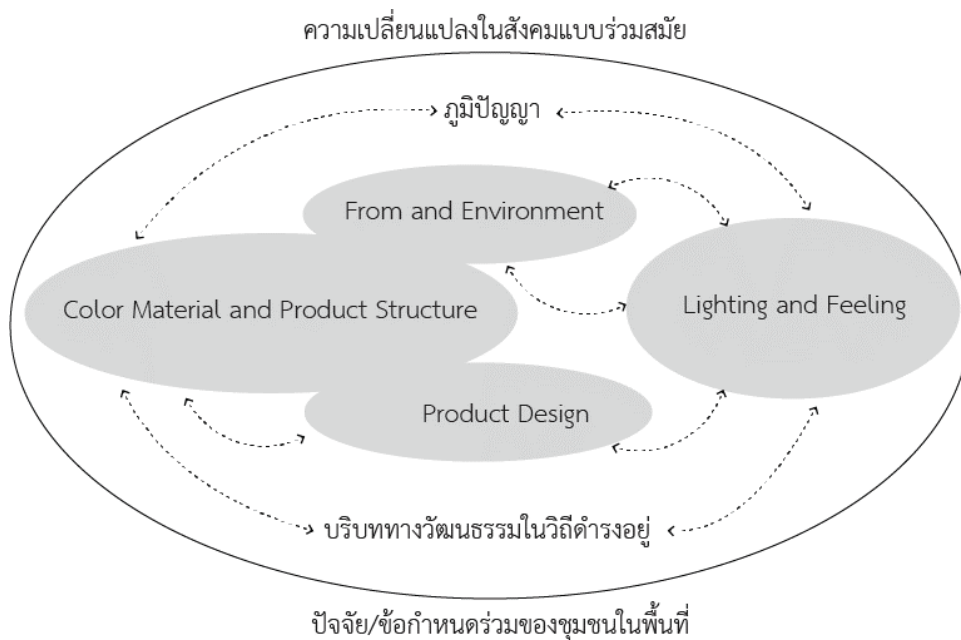 ความเปลี่ยนแปลงในสังคมแบบร่วมสมัย
ภูมิปัญญา
From and Environment
Color Material and Product Structure
Lighting and Feeling
Product Design
บริบททางวัฒนธรรมในวิถีดำรงอยู่
ปัจจัย/ข้อกำหนดร่วมของชุมชนในพื้นที่